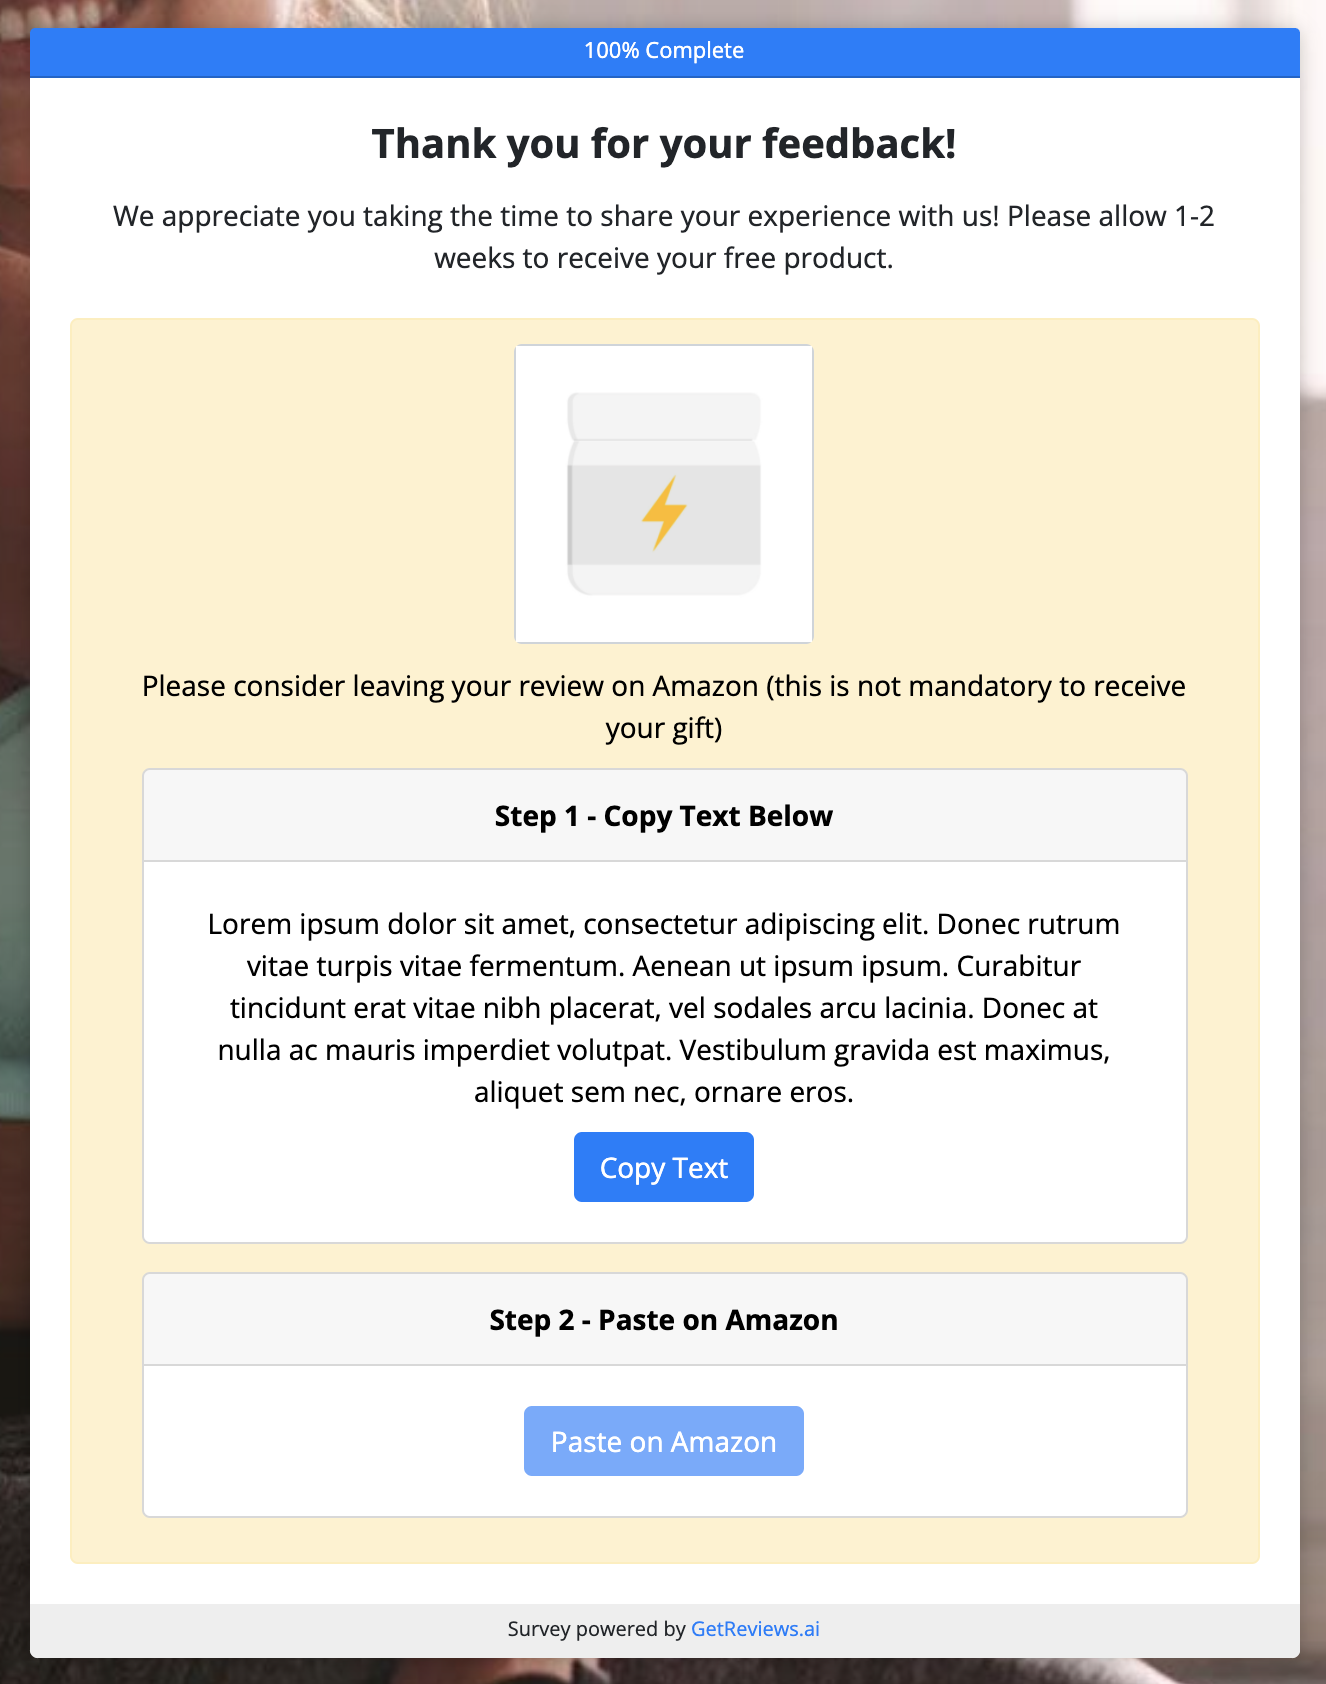 100% Complete
Thank you for your feedback!
We appreciate you taking the time to share your experience with us! Please allow 1-2
weeks to receive your free product.
Please consider leaving your review on Amazon (this is not mandatory to receive
your gift)
Step 1 - Copy Text Below
Lorem ipsum dolor sit amet, consectetur adipiscing elit. Donec rutrum
vitae turpis vitae fermentum. Aenean ut ipsum ipsum. Curabitur
tincidunt erat vitae nibh placerat, vel sodales arcu lacinia. Donec at
nulla ac mauris imperdiet volutpat. Vestibulum gravida est maximus,
aliquet sem nec, ornare eros.
Copy Text
Step 2 - Paste on Amazon
Paste on Amazon
Survey powered by GetReviews.ai